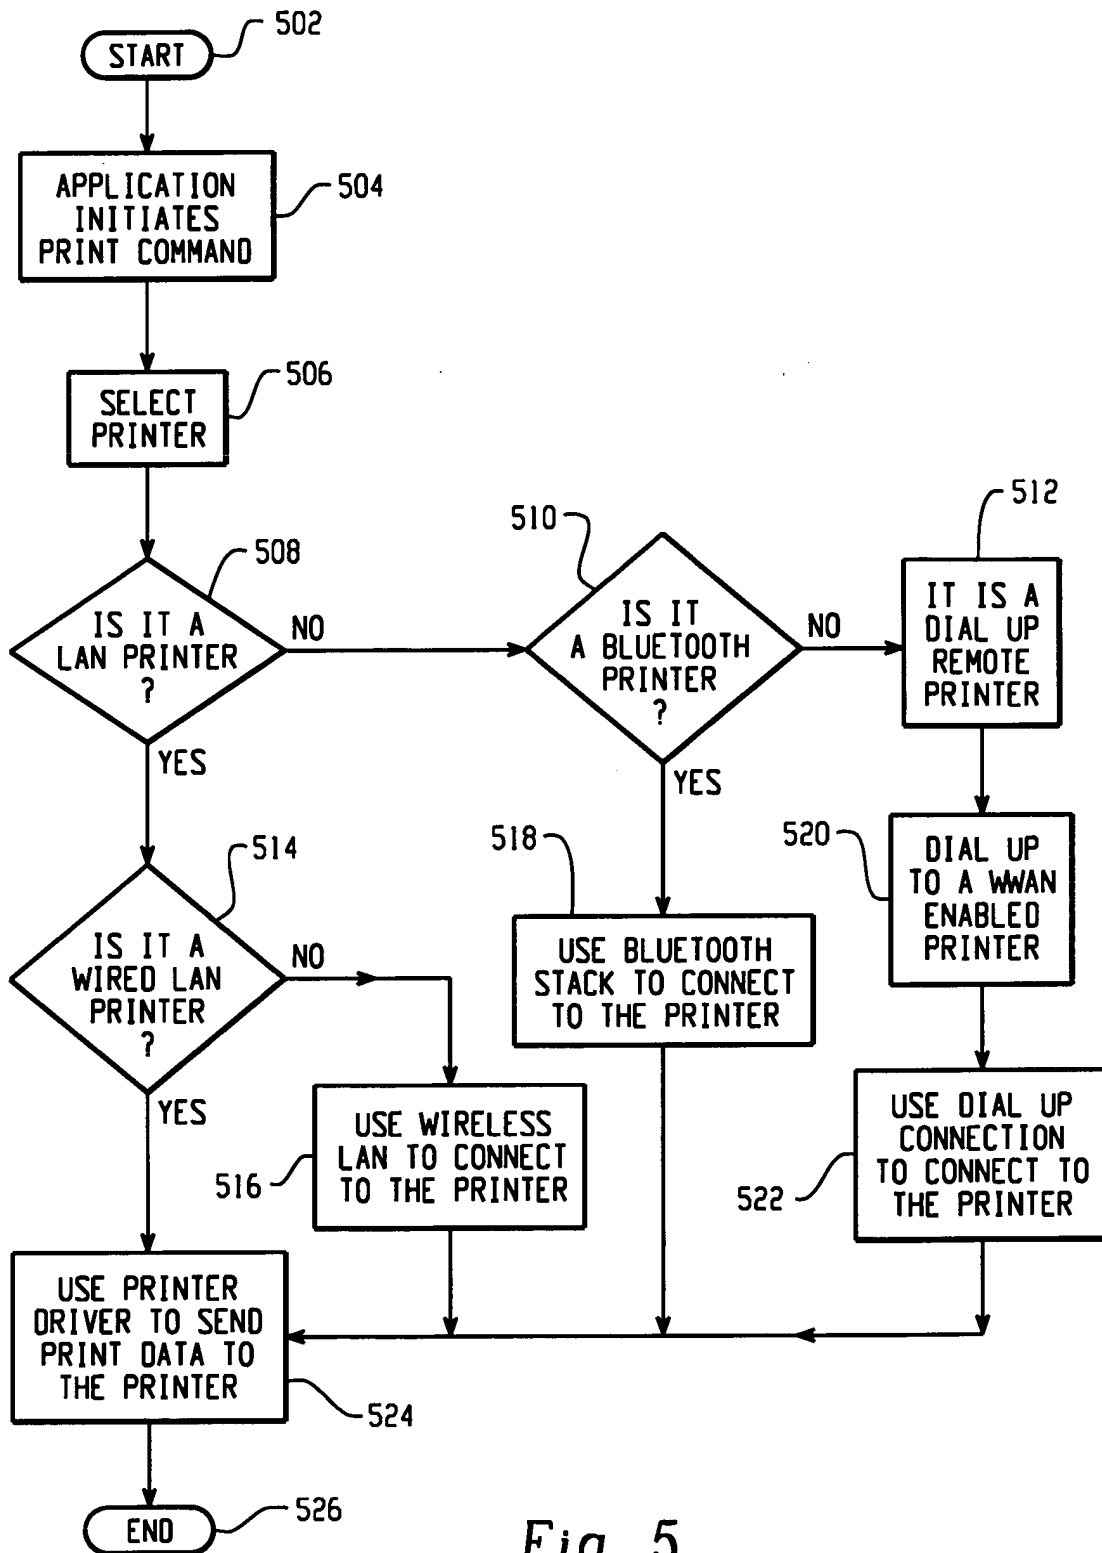 START
502
APPLICATION
INITIATES
PRINT COMMAND
504
SELECT
PRINTER
506
IS IT A
LAN PRINTER
?
508
NO
YES
IS IT
A BLUETOOTH
PRINTER
?
510
NO
YES
IT IS A
DIAL UP
REMOTE
PRINTER
512
IS IT A
WIRED LAN
PRINTER
?
514
NO
YES
USE BLUETOOTH
STACK TO CONNECT
TO THE PRINTER
518
DIAL UP
TO A WWAN
ENABLED
PRINTER
520
USE WIRELESS
LAN TO CONNECT
TO THE PRINTER
516
USE DIAL UP
CONNECTION
TO CONNECT TO
THE PRINTER
522
USE PRINTER
DRIVER TO SEND
PRINT DATA TO
THE PRINTER
524
END
526
Fig. 5